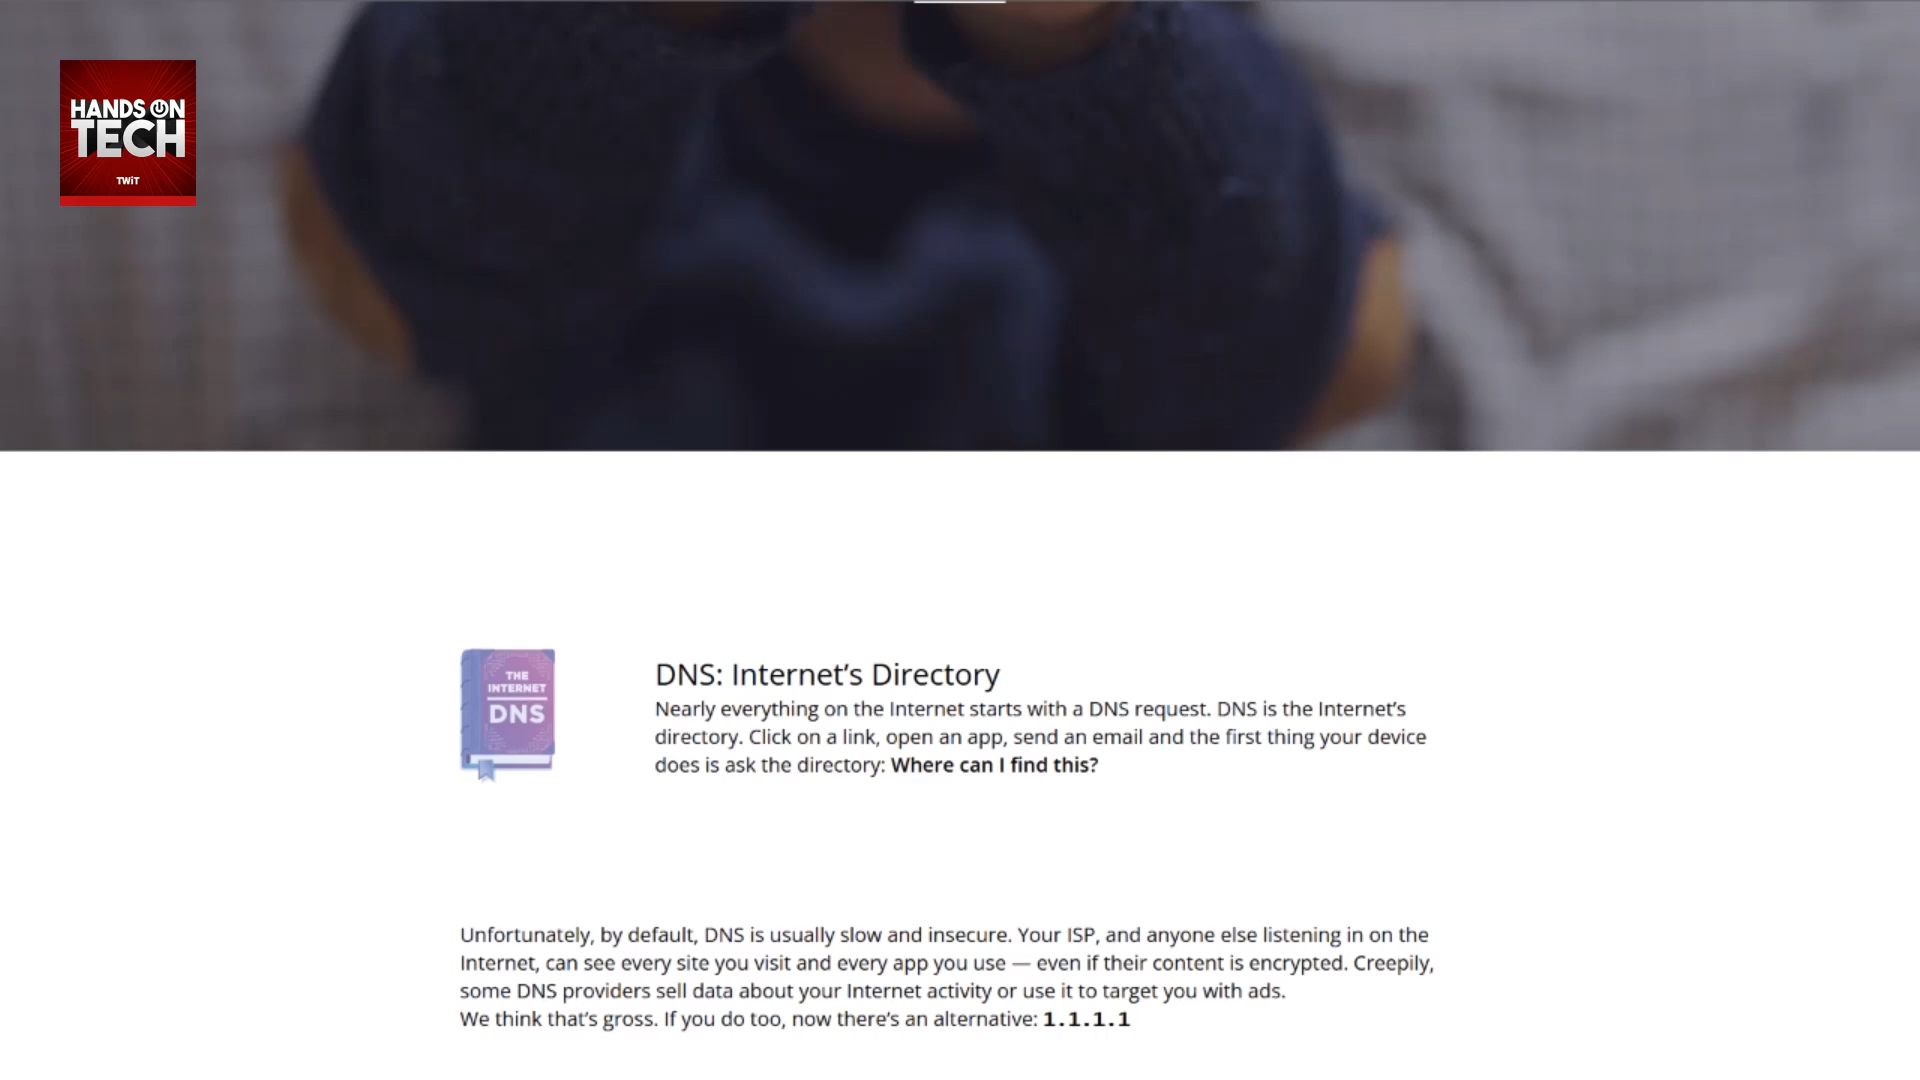 HANDS ON
TECH
TWiT
THE
INTERNET
DNS
DNS: Internet’s Directory
Nearly everything on the Internet starts with a DNS request. DNS is the Internet’s
directory. Click on a link, open an app, send an email and the first thing your device
does is ask the directory: Where can I find this?
Unfortunately, by default, DNS is usually slow and insecure. Your ISP, and anyone else listening in on the
Internet, can see every site you visit and every app you use — even if their content is encrypted. Creepily,
some DNS providers sell data about your Internet activity or use it to target you with ads.
We think that’s gross. If you do too, now there’s an alternative: 1.1.1.1